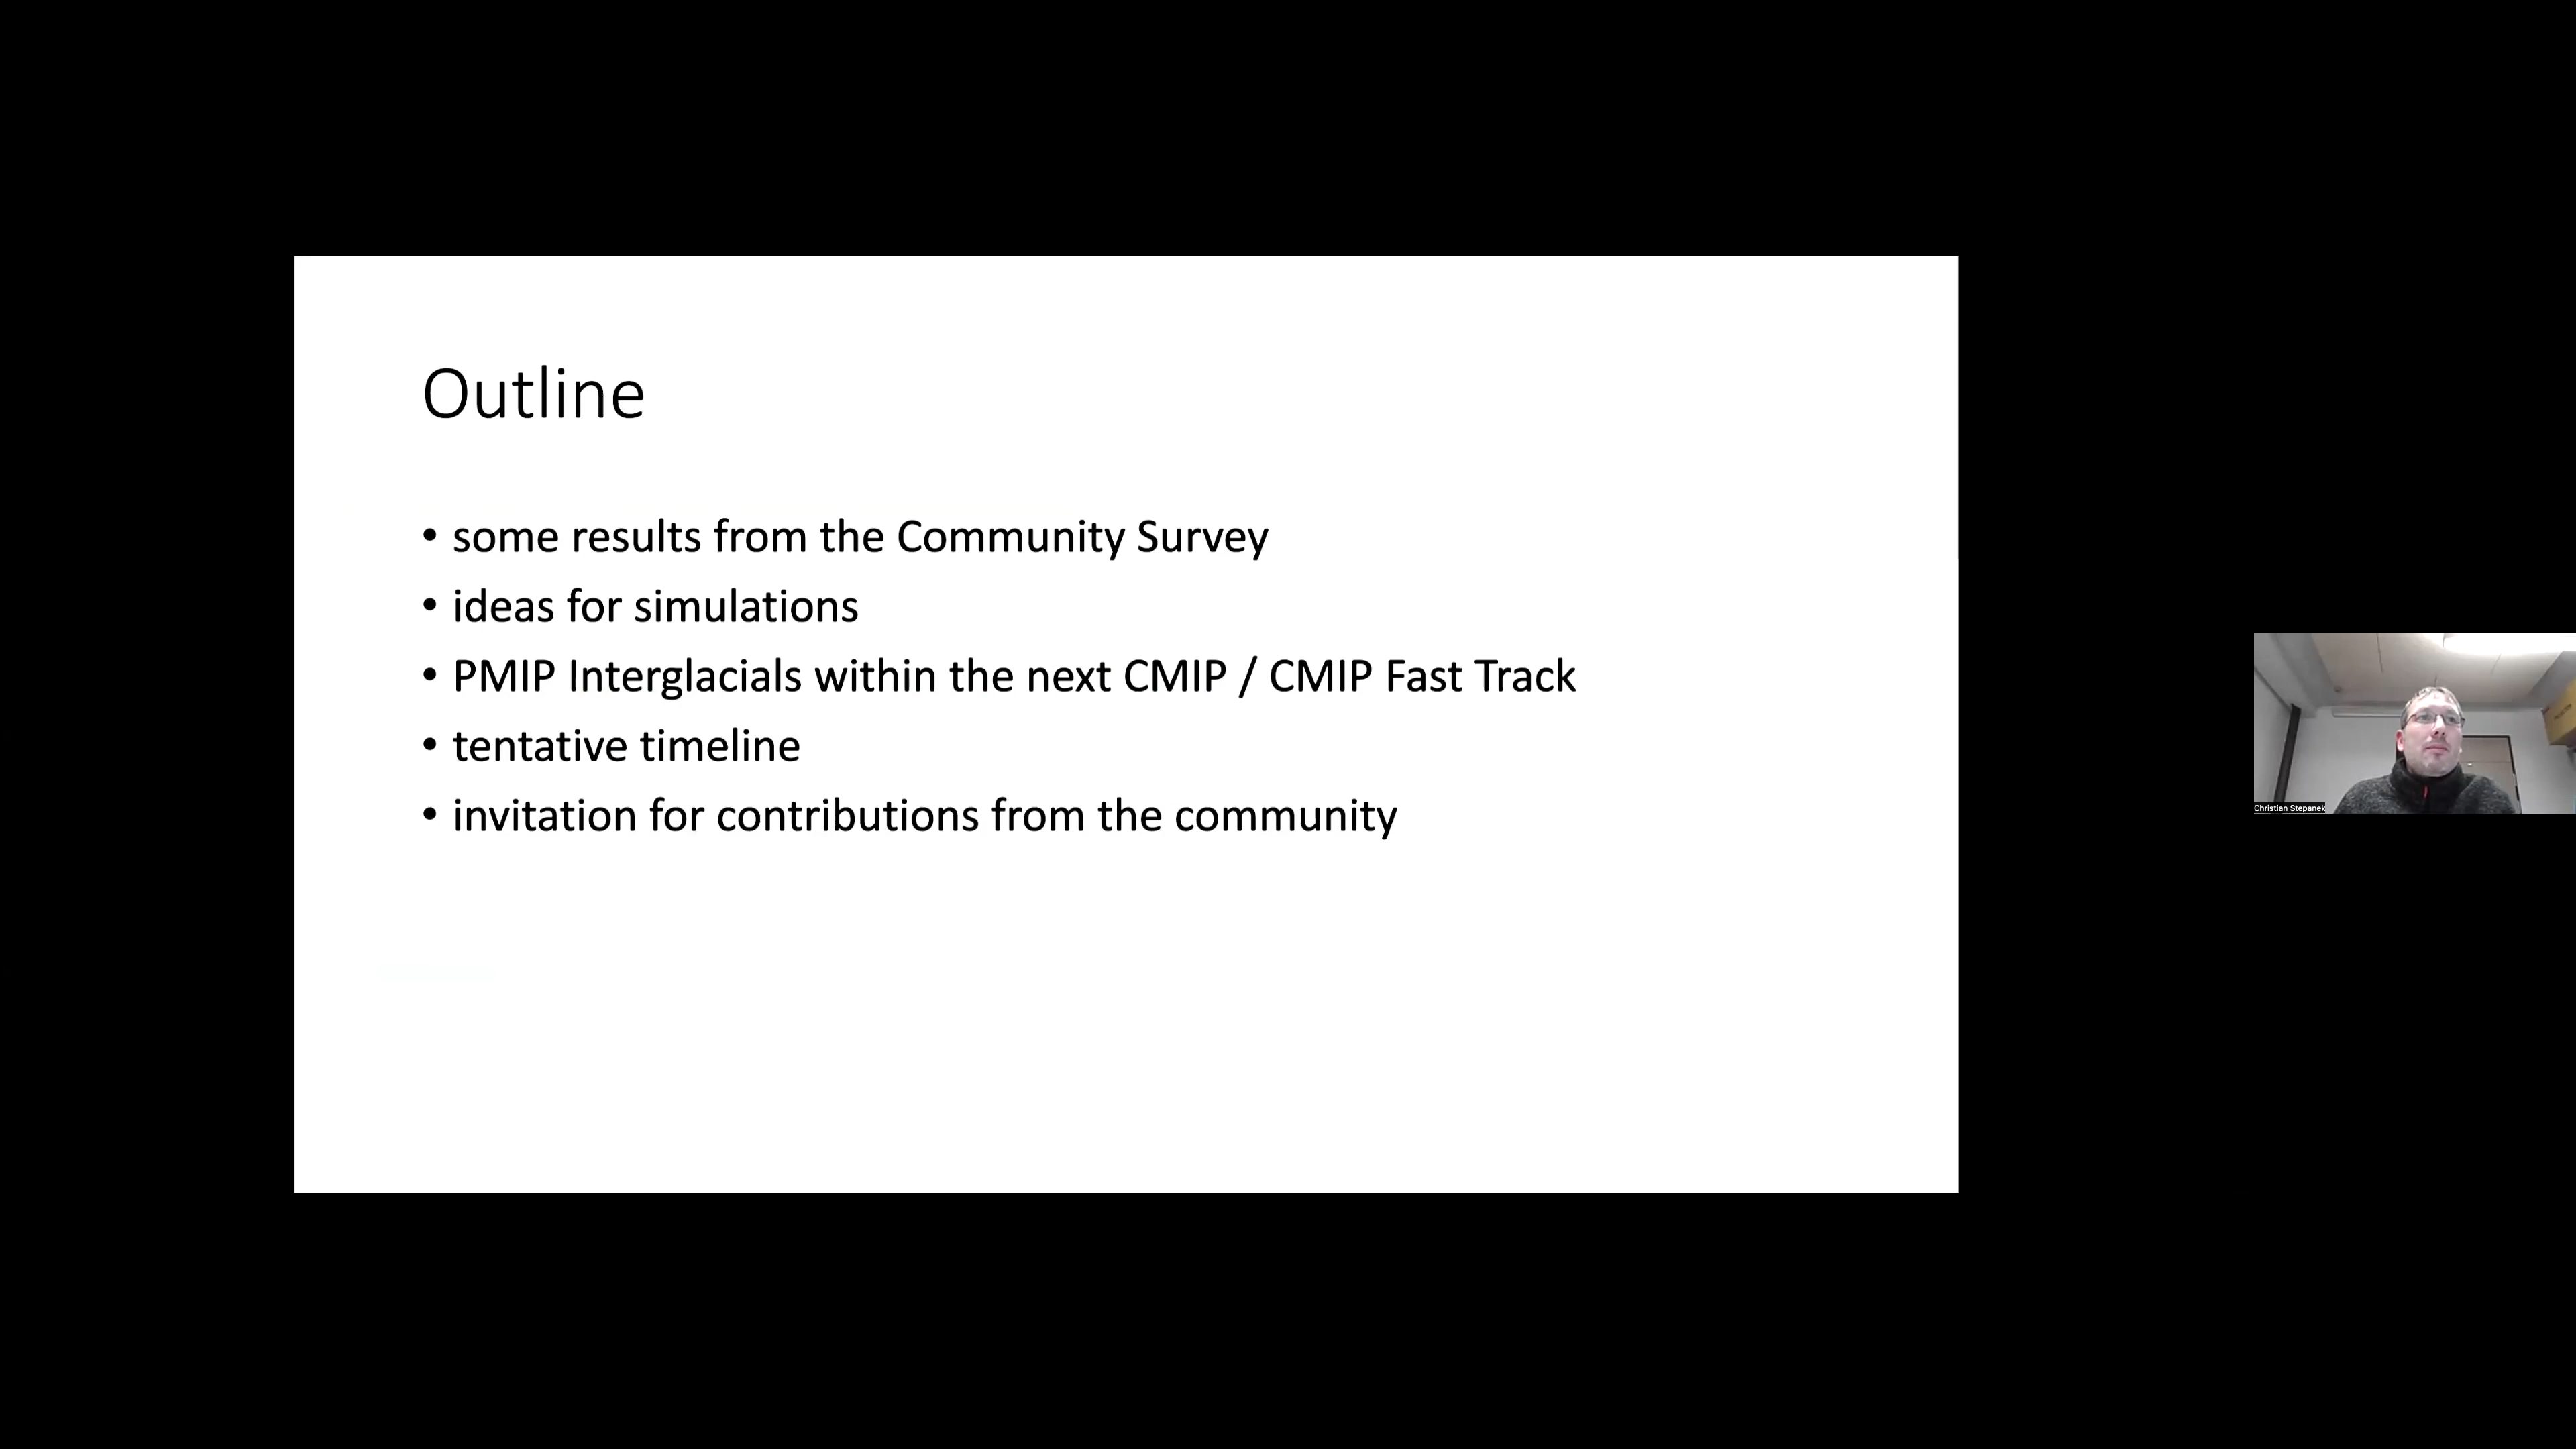 Outline
• some results from the Community Survey
• ideas for simulations
• PMIP Interglacials within the next CMIP / CMIP Fast Track
• tentative timeline
• invitation for contributions from the community
Christian Stepanek